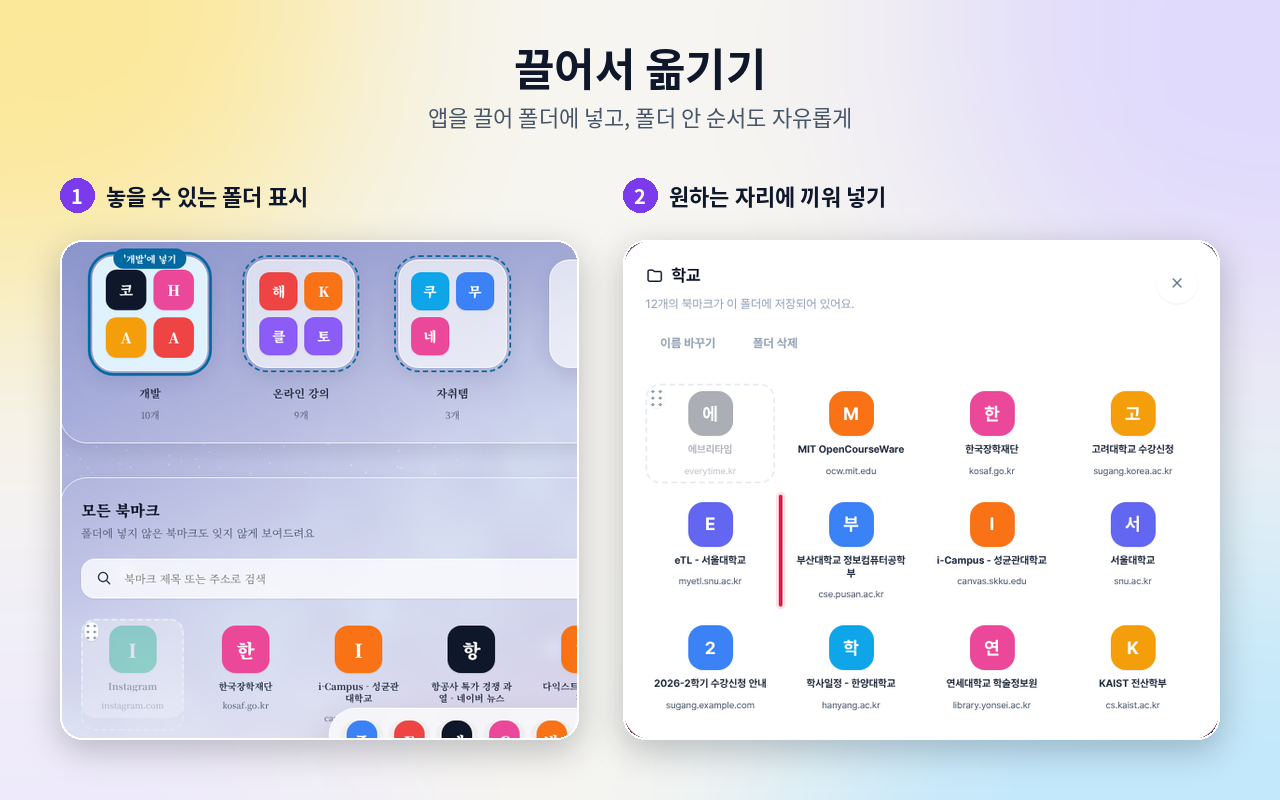 끌어서 옮기기
앱을 끌어 폴더에 넣고, 폴더 안 순서도 자유롭게
1 놓을 수 있는 폴더 표시
'개발'에 넣기
코 H
A A
개발
10개
해 K
클 토
온라인 강의
9개
쿠 무
네
자취템
3개
모든 북마크
폴더에 넣지 않은 북마크도 잊지 않게 보여드려요
북마크 제목 또는 주소로 검색
I
Instagram
instagram.com
한
한국장학재단
kosaf.go.kr
I
i-Campus - 성균관
대학교
항
항공사 특가 경쟁 과
열 - 네이버 뉴스
2 원하는 자리에 끼워 넣기
학교
12개의 북마크가 이 폴더에 저장되어 있어요.
이름 바꾸기 폴더 삭제
에
에브리타임
everytime.kr
M
MIT OpenCourseWare
ocw.mit.edu
한
한국장학재단
kosaf.go.kr
고
고려대학교 수강신청
sugang.korea.ac.kr
E
eTL - 서울대학교
myetl.snu.ac.kr
부
부산대학교 정보컴퓨터공학
부
cse.pusan.ac.kr
I
i-Campus - 성균관대학교
canvas.skku.edu
서
서울대학교
snu.ac.kr
2
2026-2학기 수강신청 안내
sugang.example.com
학
학사일정 - 한양대학교
hanyang.ac.kr
연
연세대학교 학술정보원
library.yonsei.ac.kr
K
KAIST 전산학부
cs.kaist.ac.kr